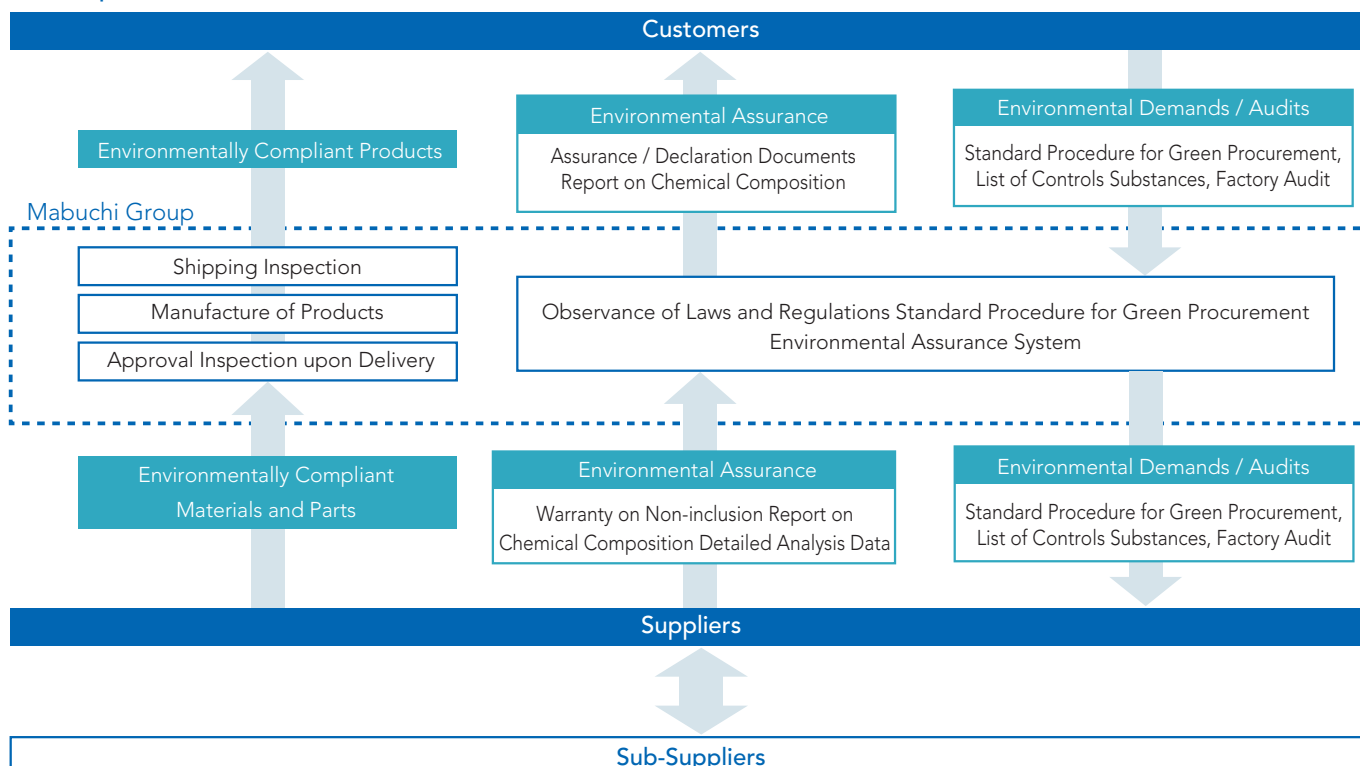 Customers
Environmentally Compliant Products
Environmental Assurance
Assurance / Declaration Documents
Report on Chemical Composition
Environmental Demands / Audits
Standard Procedure for Green Procurement,
List of Controls Substances, Factory Audit
Mabuchi Group
Shipping Inspection
Manufacture of Products
Approval Inspection upon Delivery
Observance of Laws and Regulations Standard Procedure for Green Procurement
Environmental Assurance System
Environmentally Compliant
Materials and Parts
Environmental Assurance
Warranty on Non-inclusion Report on
Chemical Composition Detailed Analysis Data
Environmental Demands / Audits
Standard Procedure for Green Procurement,
List of Controls Substances, Factory Audit
Suppliers
Sub-Suppliers